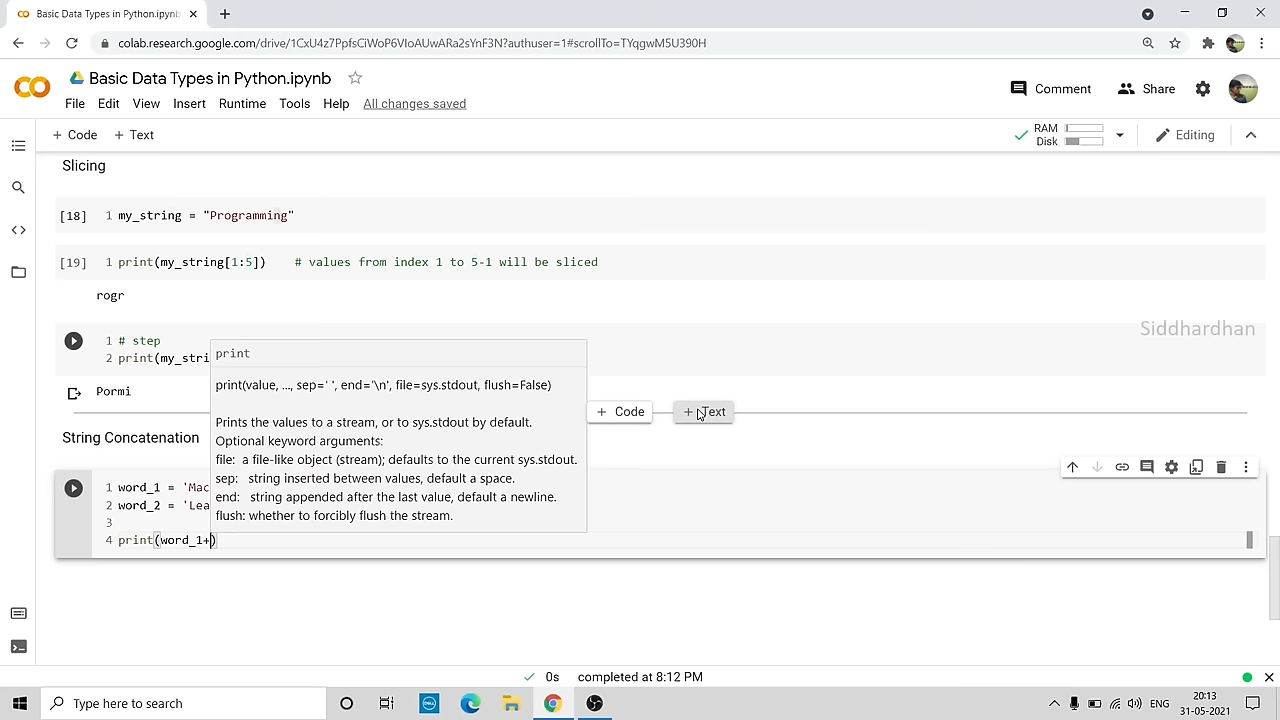 Basic Data Types in Python.ipynb
colab.research.google.com/drive/1CxU4z7PpfsCiWoP6VIoAUwARa2sYnF3N?authuser=1#scrollTo=TYqgwM5U390H
Basic Data Types in Python.ipynb
Comment
Share
File Edit View Insert Runtime Tools Help All changes saved
+ Code + Text
RAM
Disk
Editing
Slicing
[18] 1 my_string = "Programming"
[19] 1 print(my_string[1:5]) # values from index 1 to 5-1 will be sliced
rogr
Siddhardhan
1 # step
2 print(my_stri
Pormi
print
print(value, ..., sep=' ', end='\n', file=sys.stdout, flush=False)
Prints the values to a stream, or to sys.stdout by default.
Optional keyword arguments:
file: a file-like object (stream); defaults to the current sys.stdout.
sep: string inserted between values, default a space.
end: string appended after the last value, default a newline.
flush: whether to forcibly flush the stream.
+ Code + Text
String Concatenation
1 word_1 = 'Mac
2 word_2 = 'Lea
3
4 print(word_1+)
0s completed at 8:12 PM
Type here to search
DELL
ENG
20:13
31-05-2021